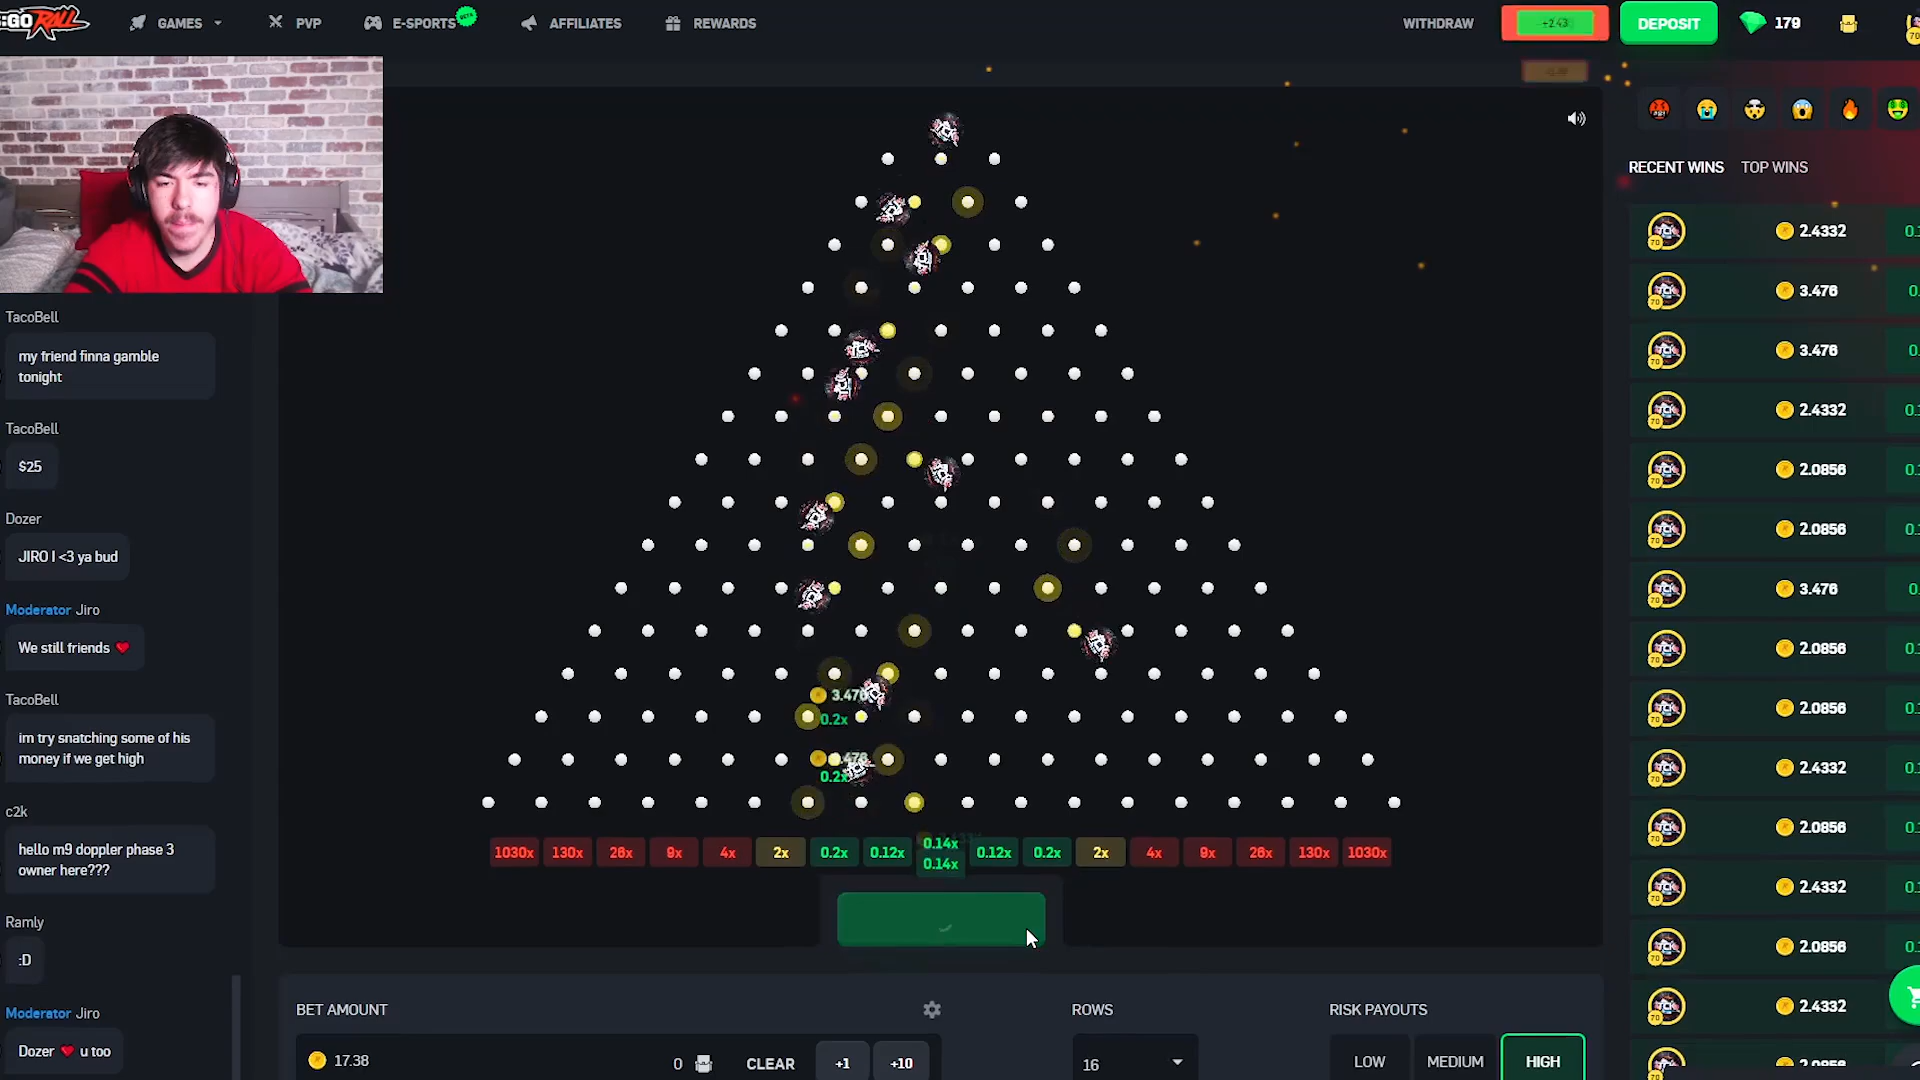 :GO ROLL
GAMES
PVP
E-SPORTS
BETA
AFFILIATES
REWARDS
WITHDRAW
+2.43
DEPOSIT
179
RECENT WINS
TOP WINS
2.4332
3.476
3.476
2.4332
2.0856
2.0856
3.476
2.0856
2.0856
2.4332
2.0856
2.4332
2.0856
2.4332
2.0856
TacoBell
my friend finna gamble
tonight
TacoBell
$25
Dozer
JIRO I <3 ya bud
Moderator Jiro
We still friends ❤
TacoBell
im try snatching some of his
money if we get high
c2k
hello m9 doppler phase 3
owner here???
Ramly
:D
Moderator Jiro
Dozer ❤ u too
3.476
0.2x
0.2x
1030x 130x 26x 9x 4x 2x 0.2x 0.12x 0.14x 0.12x 0.2x 2x 4x 9x 26x 130x 1030x
0.14x
BET AMOUNT
17.38
0
CLEAR
+1
+10
ROWS
16
RISK PAYOUTS
LOW
MEDIUM
HIGH